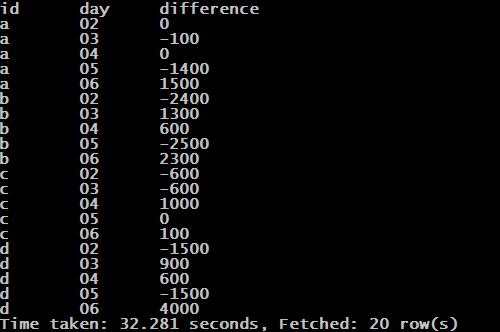 id day difference
a 02 0
a 03 -100
a 04 0
a 05 -1400
a 06 1500
b 02 -2400
b 03 1300
b 04 600
b 05 -2500
b 06 2300
c 02 -600
c 03 -600
c 04 1000
c 05 0
c 06 100
d 02 -1500
d 03 900
d 04 600
d 05 -1500
d 06 4000
Time taken: 32.281 seconds, Fetched: 20 row(s)